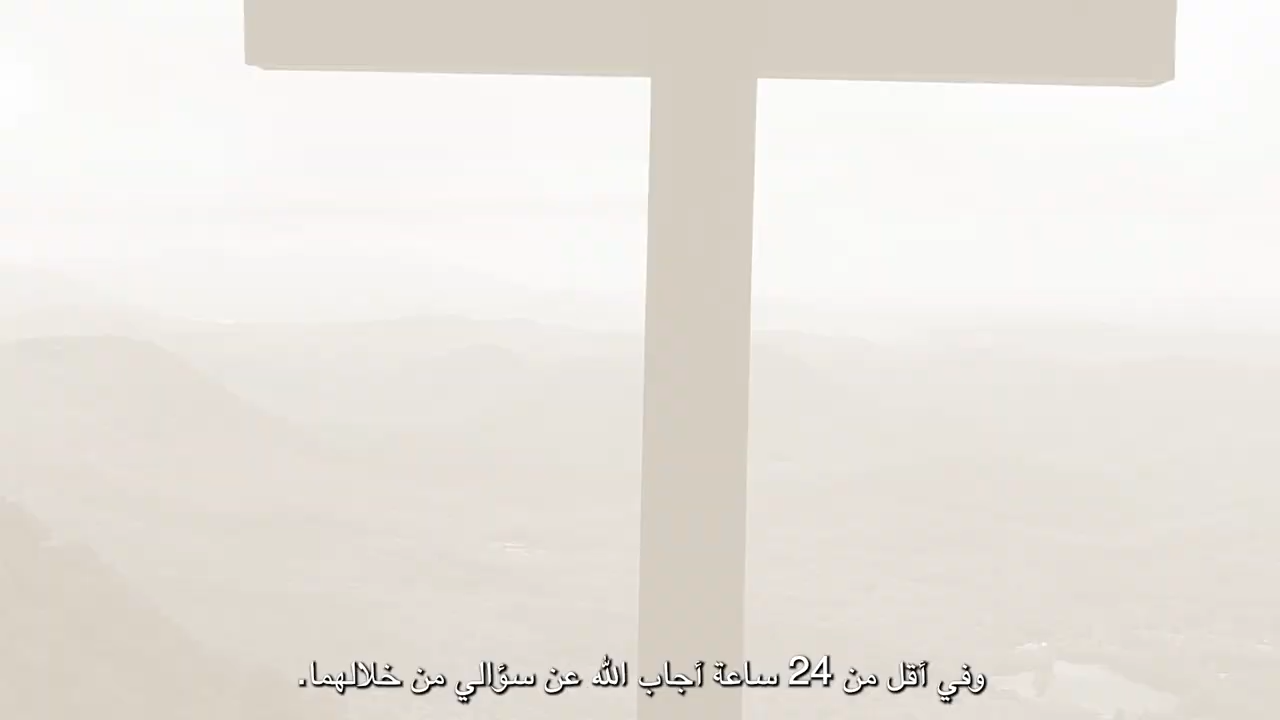 وفي أقل من 24 ساعة أجاب الله عن سؤالي من خلالهما.